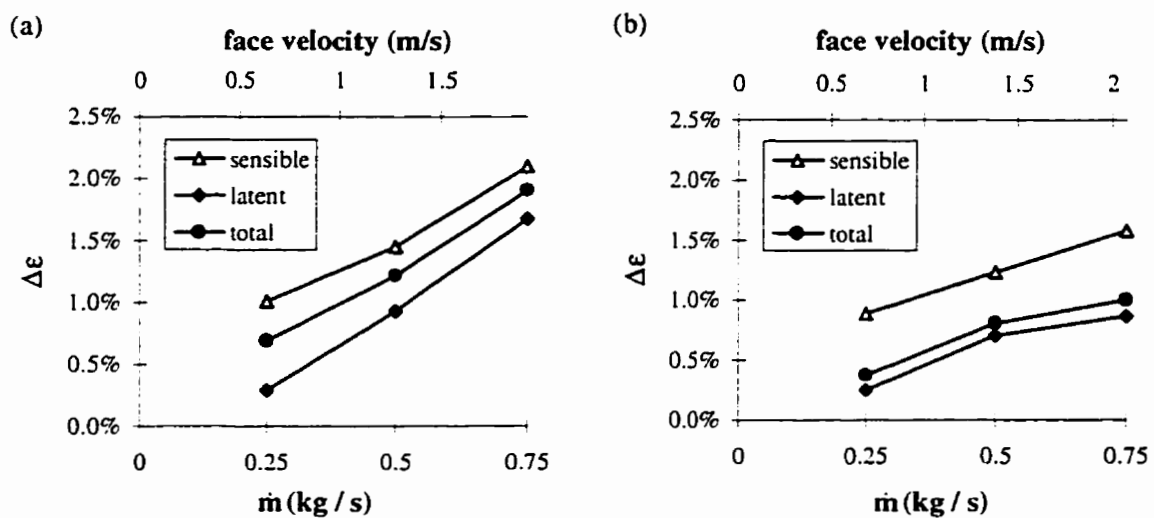 (a)
face velocity (m/s)
0 0.5 1 1.5
2.5%
2.0%
1.5%
1.0%
0.5%
0.0%
Δε
sensible
latent
total
0 0.25 0.5 0.75
ṁ (kg / s)
(b)
face velocity (m/s)
0 0.5 1 1.5 2
2.5%
2.0%
1.5%
1.0%
0.5%
0.0%
Δε
sensible
latent
total
0 0.25 0.5 0.75
ṁ (kg / s)